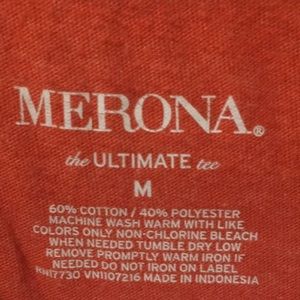 MERONA®
the ULTIMATE tee
M
60% COTTON / 40% POLYESTER
MACHINE WASH WARM WITH LIKE
COLORS ONLY NON-CHLORINE BLEACH
WHEN NEEDED TUMBLE DRY LOW
REMOVE PROMPTLY WARM IRON IF
NEEDED DO NOT IRON ON LABEL
RN17730 VN1107216 MADE IN INDONESIA